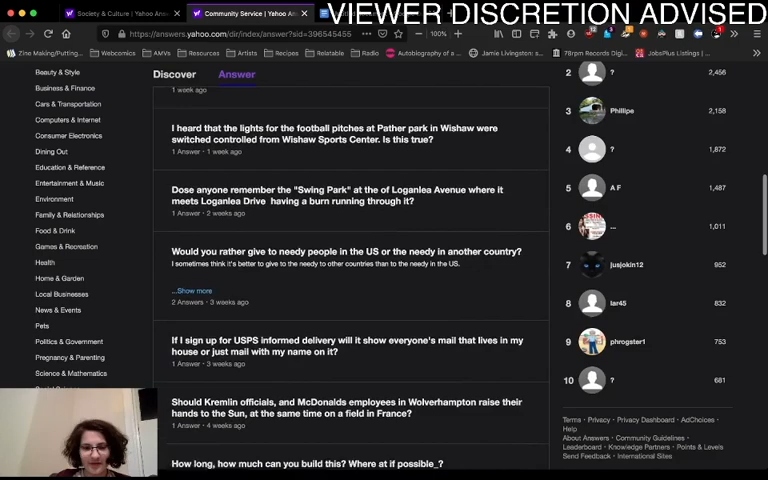 VIEWER DISCRETION ADVISED
Society & Culture | Yahoo Answ
Community Service | Yahoo An
https://answers.yahoo.com/dir/index/answer?sid=396545455
100%
Zine Making/Putting...
Webcomics
AMVs
Resources
Artists
Recipes
Relatable
Radio
Autobiography of a...
Jamie Livingston: s...
78rpm Records Digi...
JobsPlus Listings |...
Discover
Answer
Beauty & Style
Business & Finance
Cars & Transportation
Computers & Internet
Consumer Electronics
Dining Out
Education & Reference
Entertainment & Music
Environment
Family & Relationships
Food & Drink
Games & Recreation
Health
Home & Garden
Local Businesses
News & Events
Pets
Politics & Government
Pregnancy & Parenting
Science & Mathematics
1 week ago
I heard that the lights for the football pitches at Pather park in Wishaw were
switched controlled from Wishaw Sports Center. Is this true?
1 Answer · 1 week ago
Dose anyone remember the "Swing Park" at the of Loganlea Avenue where it
meets Loganlea Drive having a burn running through it?
1 Answer · 2 weeks ago
Would you rather give to needy people in the US or the needy in another country?
I sometimes think it's better to give to the needy to other countries than to the needy in the US.
...Show more
2 Answers · 3 weeks ago
If I sign up for USPS informed delivery will it show everyone's mail that lives in my
house or just mail with my name on it?
1 Answer · 3 weeks ago
Should Kremlin officials, and McDonalds employees in Wolverhampton raise their
hands to the Sun, at the same time on a field in France?
1 Answer · 4 weeks ago
How long, how much can you build this? Where at if possible_?
2 ? 2,456
3 Phillipe 2,158
4 ? 1,872
5 A F 1,487
6 ... 1,011
7 jusjokin12 952
8 lar45 832
9 phrogster1 753
10 ? 681
Terms · Privacy · Privacy Dashboard · AdChoices ·
Help
About Answers · Community Guidelines ·
Leaderboard · Knowledge Partners · Points & Levels
Send Feedback · International Sites